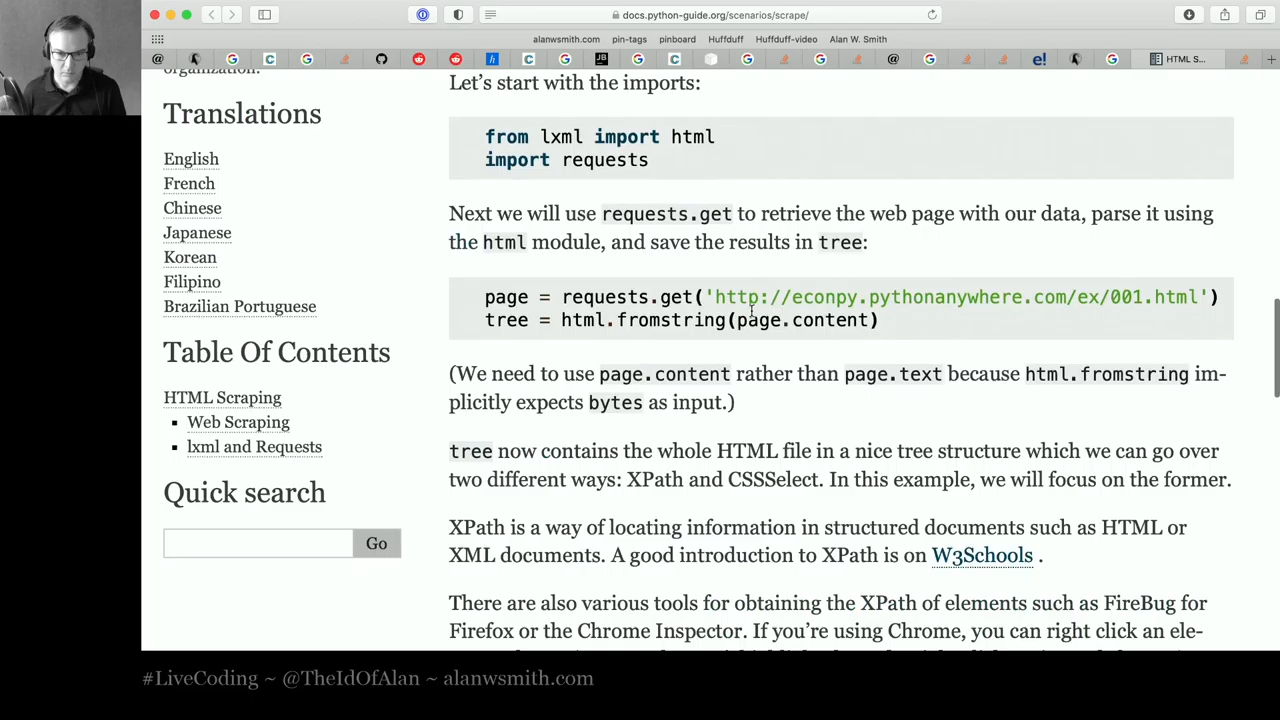 docs.python-guide.org/scenarios/scrape/
alanwsmith.com pin-tags pinboard Huffduff Huffduff-video Alan W. Smith
HTML S...
organization.
Translations
English
French
Chinese
Japanese
Korean
Filipino
Brazilian Portuguese
Table Of Contents
HTML Scraping
Web Scraping
lxml and Requests
Quick search
Go
Let’s start with the imports:
from lxml import html
import requests
Next we will use requests.get to retrieve the web page with our data, parse it using
the html module, and save the results in tree:
page = requests.get('http://econpy.pythonanywhere.com/ex/001.html')
tree = html.fromstring(page.content)
(We need to use page.content rather than page.text because html.fromstring im-
plicitly expects bytes as input.)
tree now contains the whole HTML file in a nice tree structure which we can go over
two different ways: XPath and CSSSelect. In this example, we will focus on the former.
XPath is a way of locating information in structured documents such as HTML or
XML documents. A good introduction to XPath is on W3Schools .
There are also various tools for obtaining the XPath of elements such as FireBug for
Firefox or the Chrome Inspector. If you’re using Chrome, you can right click an ele-
#LiveCoding ~ @TheIdOfAlan ~ alanwsmith.com